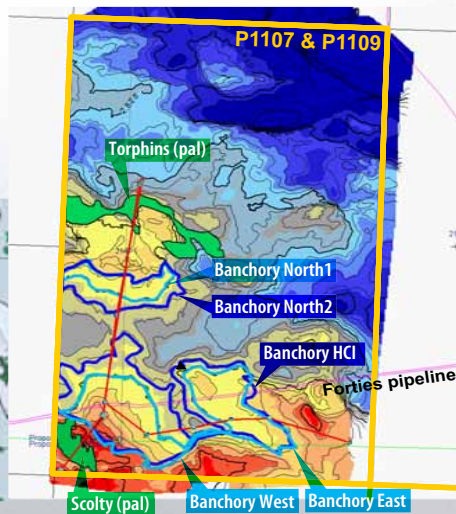 P1107 & P1109
Torphins (pal)
Banchory North1
Banchory North2
Banchory HCI
Forties pipeline
Scolty (pal)
Banchory West
Banchory East